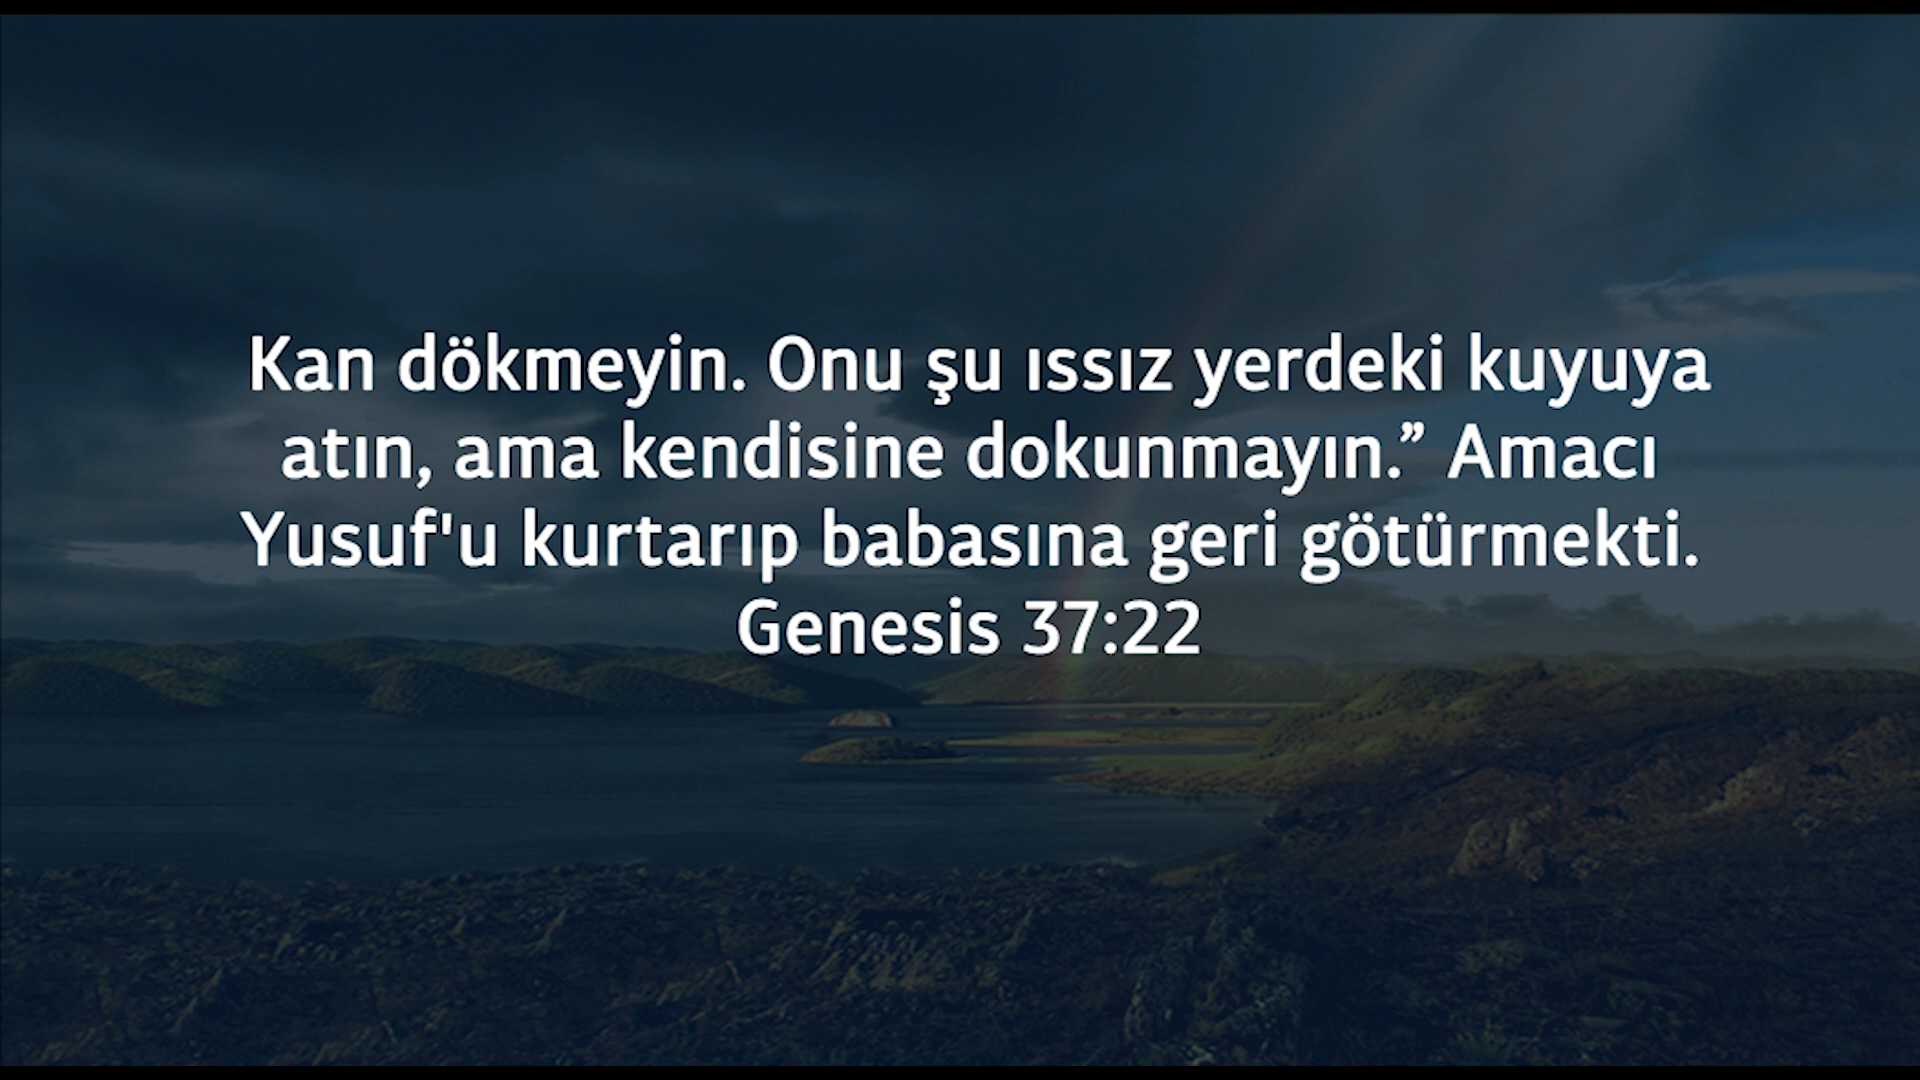 Kan dökmeyin. Onu şu ıssız yerdeki kuyuya
atın, ama kendisine dokunmayın.” Amacı
Yusuf'u kurtarıp babasına geri götürmekti.
Genesis 37:22